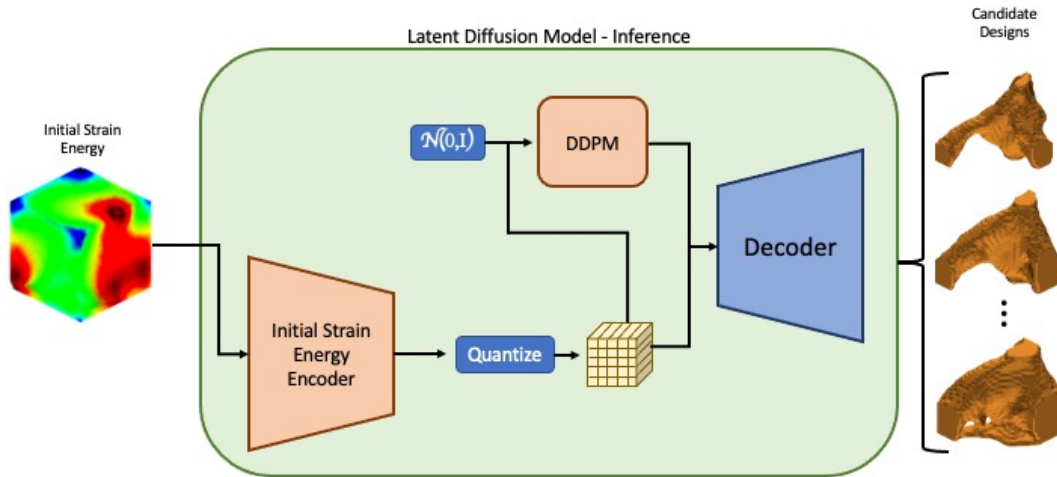 Latent Diffusion Model - Inference
Candidate
Designs
Initial Strain
Energy
𝒩(0,I)
DDPM
Decoder
Initial Strain
Energy
Encoder
Quantize